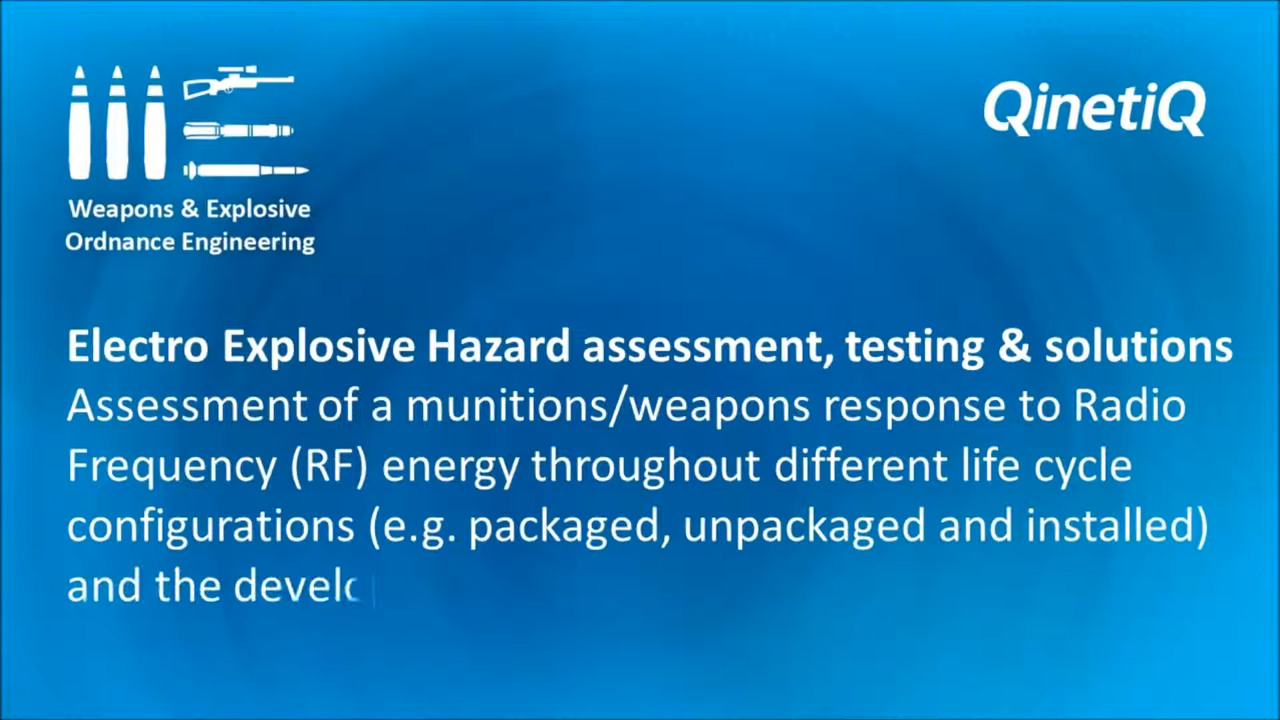 QinetiQ
Weapons & Explosive
Ordnance Engineering
Electro Explosive Hazard assessment, testing & solutions
Assessment of a munitions/weapons response to Radio
Frequency (RF) energy throughout different life cycle
configurations (e.g. packaged, unpackaged and installed)
and the